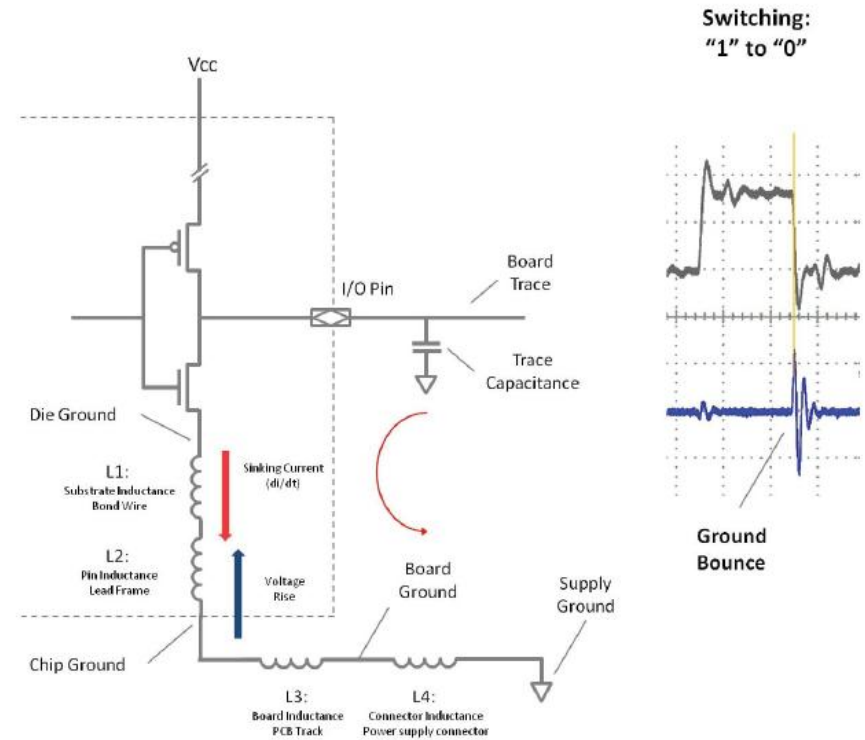 Switching:
“1” to “0”
Vcc
I/O Pin
Board
Trace
Trace
Capacitance
Die Ground
L1:
Substrate Inductance
Bond Wire
Sinking Current
(di/dt)
L2:
Pin Inductance
Lead Frame
Voltage
Rise
Board
Ground
Supply
Ground
Ground
Bounce
Chip Ground
L3:
Board Inductance
PCB Track
L4:
Connector Inductance
Power supply connector